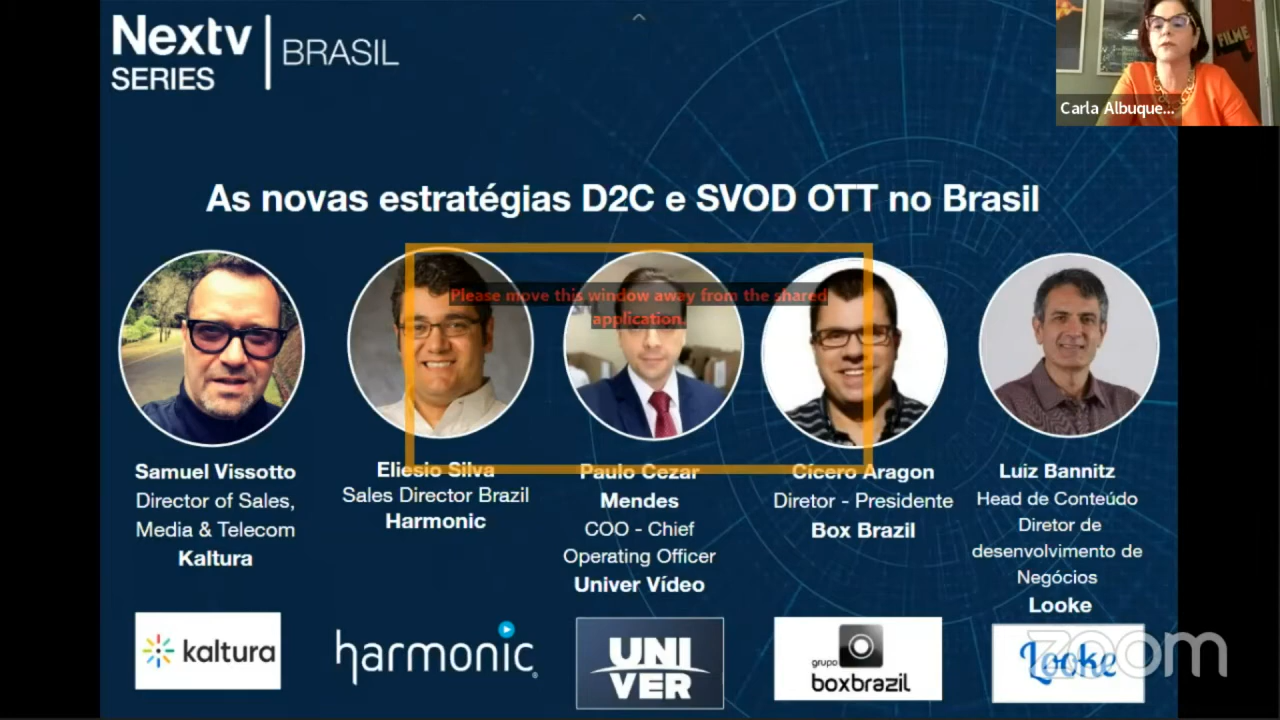 Nextv
SERIES
BRASIL
FILME
Carla Albuque...
As novas estratégias D2C e SVOD OTT no Brasil
Please move this window away from the shared
application.
Samuel Vissotto
Director of Sales,
Media & Telecom
Kaltura
Eliesio Silva
Sales Director Brazil
Harmonic
Paulo Cezar
Mendes
COO - Chief
Operating Officer
Univer Vídeo
Cícero Aragon
Diretor - Presidente
Box Brazil
Luiz Bannitz
Head de Conteúdo
Diretor de
desenvolvimento de
Negócios
Looke
kaltura
harmonic
UNI
VER
grupo
boxbrazil
Looke
zoom